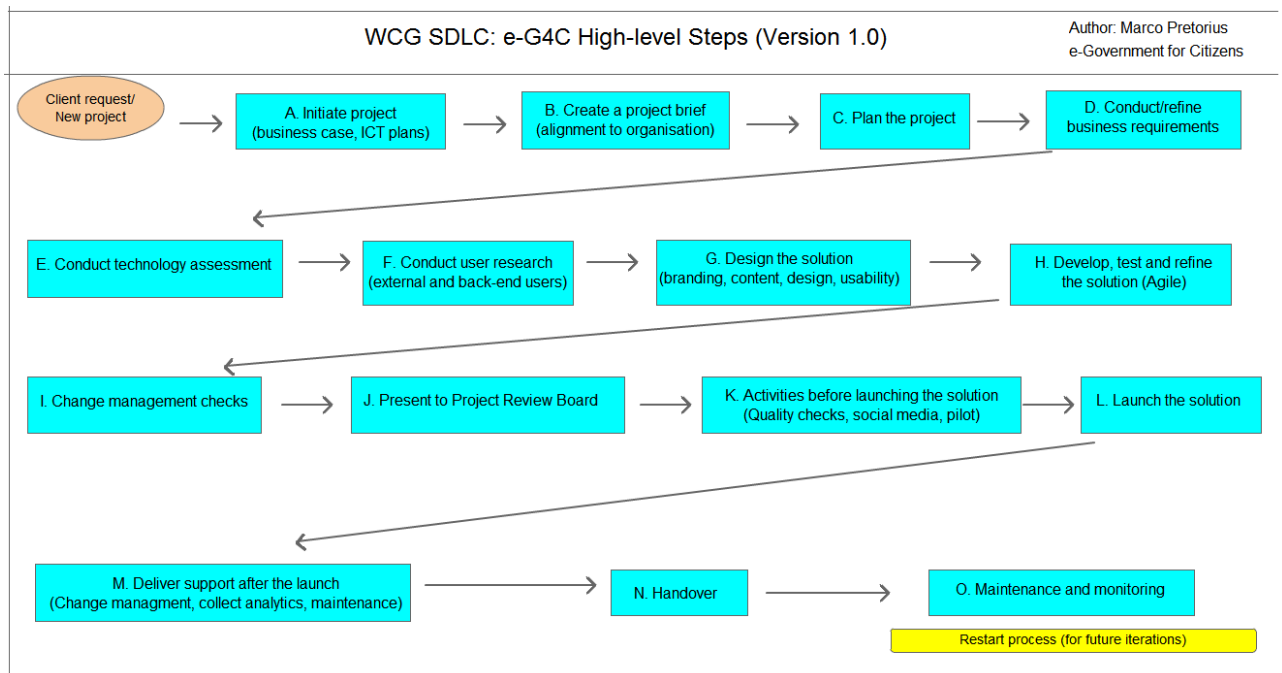 WCG SDLC: e-G4C High-level Steps (Version 1.0)
Author: Marco Pretorius
e-Government for Citizens
Client request/
New project
A. Initiate project
(business case, ICT plans)
B. Create a project brief
(alignment to organisation)
C. Plan the project
D. Conduct/refine
business requirements
E. Conduct technology assessment
F. Conduct user research
(external and back-end users)
G. Design the solution
(branding, content, design, usability)
H. Develop, test and refine
the solution (Agile)
I. Change management checks
J. Present to Project Review Board
K. Activities before launching the solution
(Quality checks, social media, pilot)
L. Launch the solution
M. Deliver support after the launch
(Change managment, collect analytics, maintenance)
N. Handover
O. Maintenance and monitoring
Restart process (for future iterations)